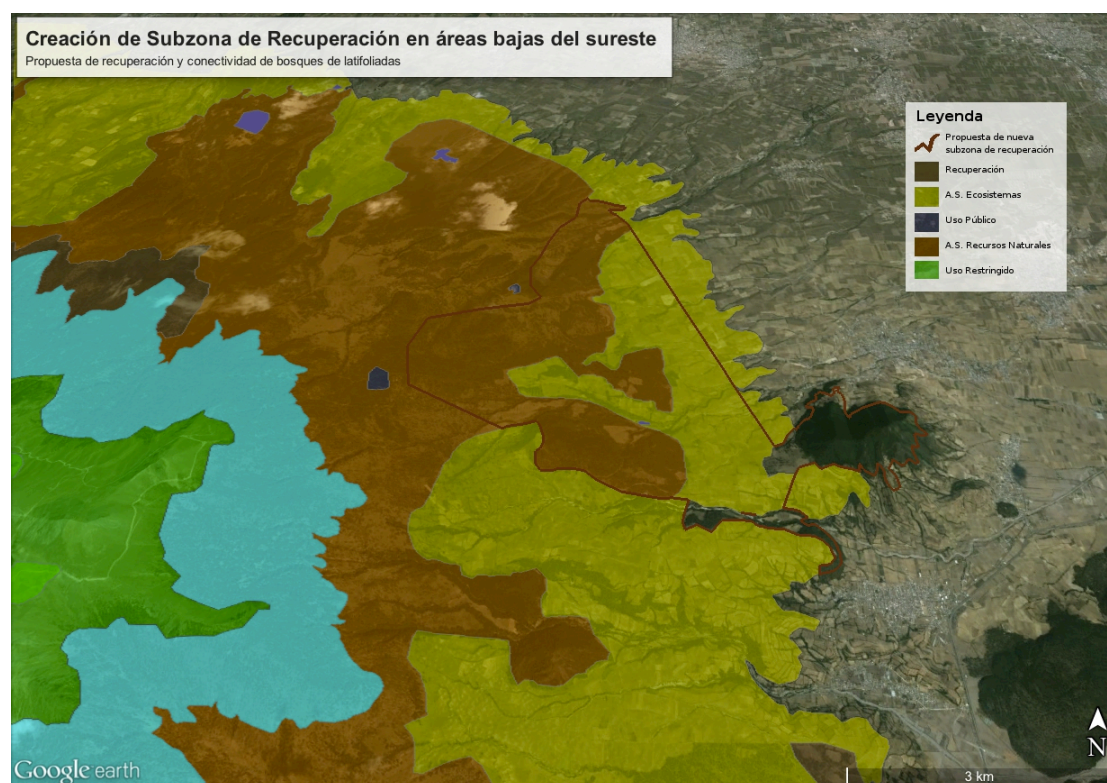 Creación de Subzona de Recuperación en áreas bajas del sureste
Propuesta de recuperación y conectividad de bosques de latifoliadas
Leyenda
Propuesta de nueva
subzona de recuperación
Recuperación
A.S. Ecosistemas
Uso Público
A.S. Recursos Naturales
Uso Restringido
N
Google earth
3 km